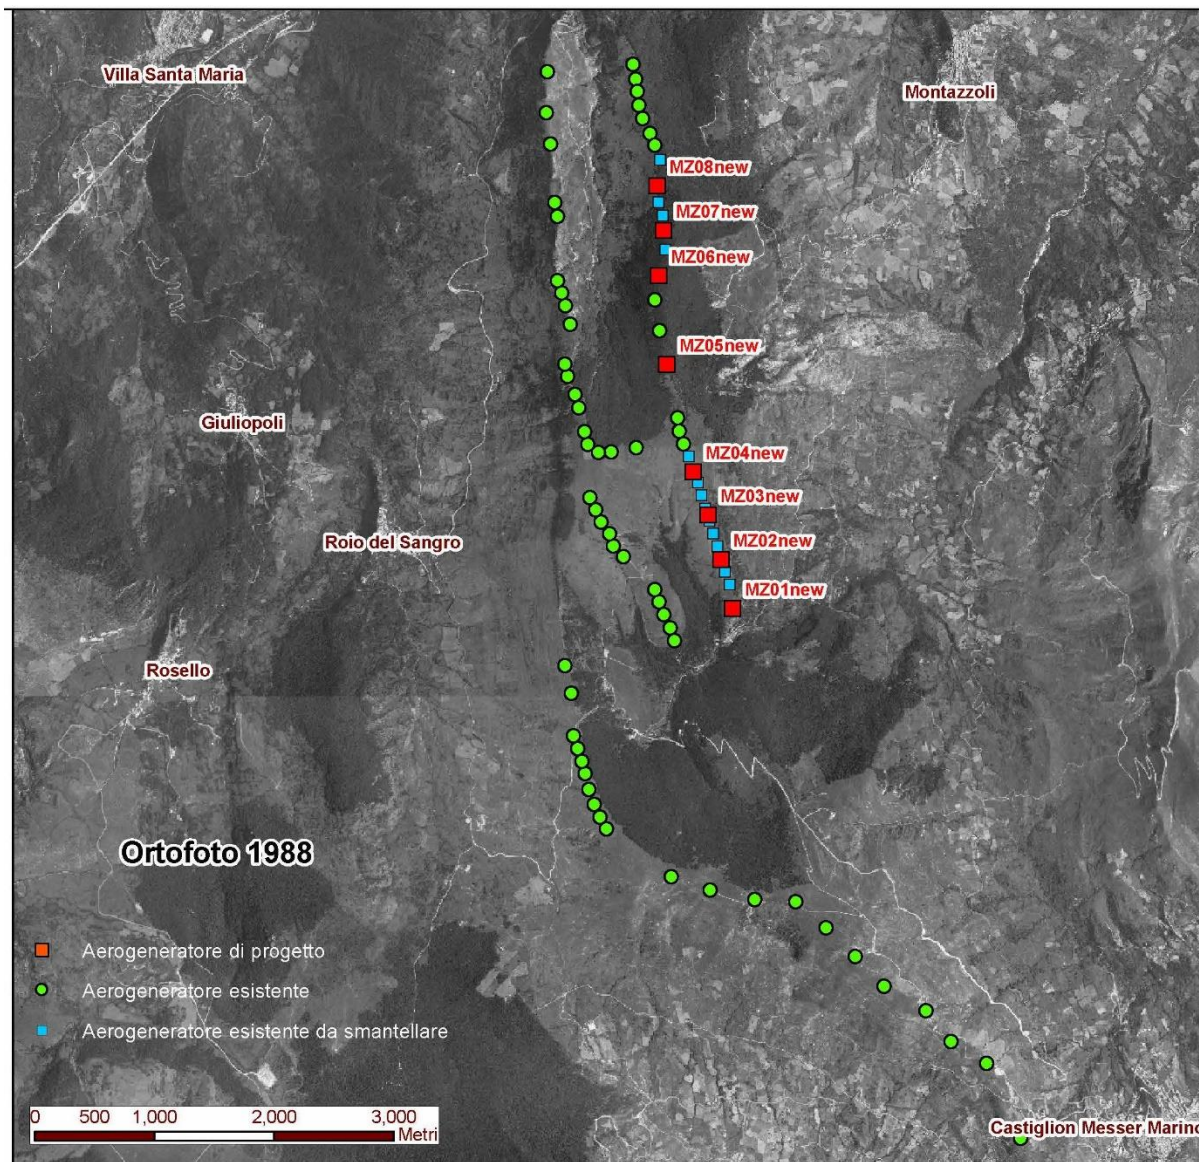 Villa Santa Maria
Montazzoli
MZ08new
MZ07new
MZ06new
MZ05new
Giuliopoli
MZ04new
MZ03new
Roio del Sangro
MZ02new
MZ01new
Rosello
Ortofoto 1988
Aerogeneratore di progetto
Aerogeneratore esistente
Aerogeneratore esistente da smantellare
0 500 1,000 2,000 3,000
Metri
Castiglion Messer Marino